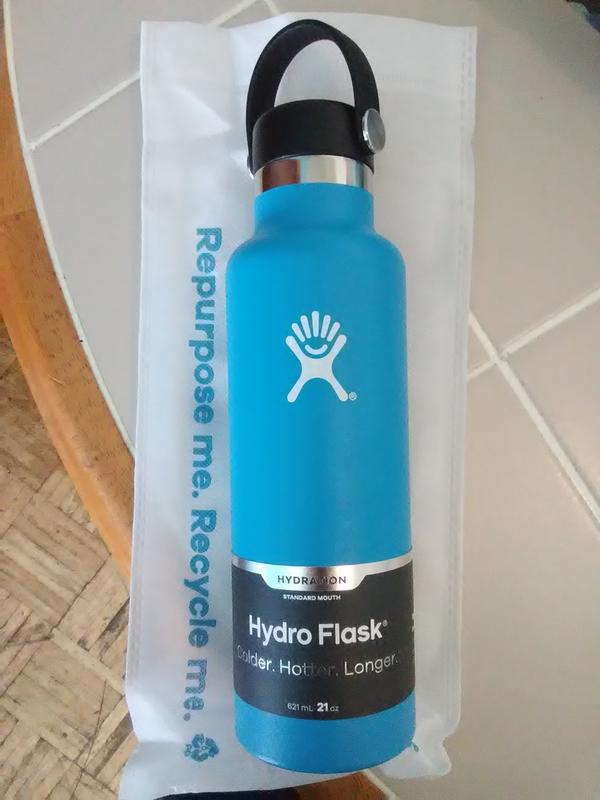 Repurpose me. Recycle me.
®
HYDRATION
STANDARD MOUTH
Hydro Flask®
Colder. Hotter. Longer.
621 mL 21 oz